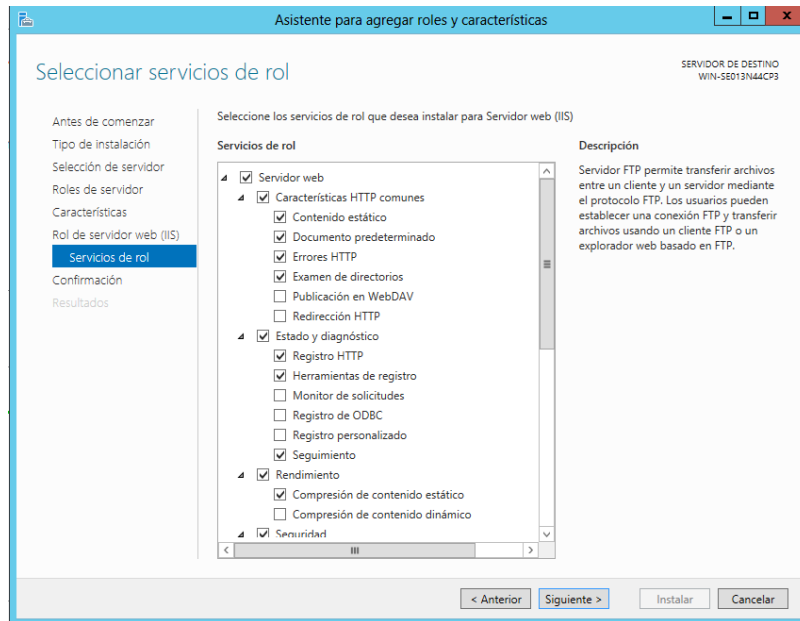 Asistente para agregar roles y características
Seleccionar servicios de rol
SERVIDOR DE DESTINO
WIN-SE013N44CP3
Antes de comenzar
Tipo de instalación
Selección de servidor
Roles de servidor
Características
Rol de servidor web (IIS)
Servicios de rol
Confirmación
Resultados
Seleccione los servicios de rol que desea instalar para Servidor web (IIS)
Servicios de rol
Servidor web
Características HTTP comunes
Contenido estático
Documento predeterminado
Errores HTTP
Examen de directorios
Publicación en WebDAV
Redirección HTTP
Estado y diagnóstico
Registro HTTP
Herramientas de registro
Monitor de solicitudes
Registro de ODBC
Registro personalizado
Seguimiento
Rendimiento
Compresión de contenido estático
Compresión de contenido dinámico
Seguridad
Descripción
Servidor FTP permite transferir archivos
entre un cliente y un servidor mediante
el protocolo FTP. Los usuarios pueden
establecer una conexión FTP y transferir
archivos usando un cliente FTP o un
explorador web basado en FTP.
< Anterior
Siguiente >
Instalar
Cancelar